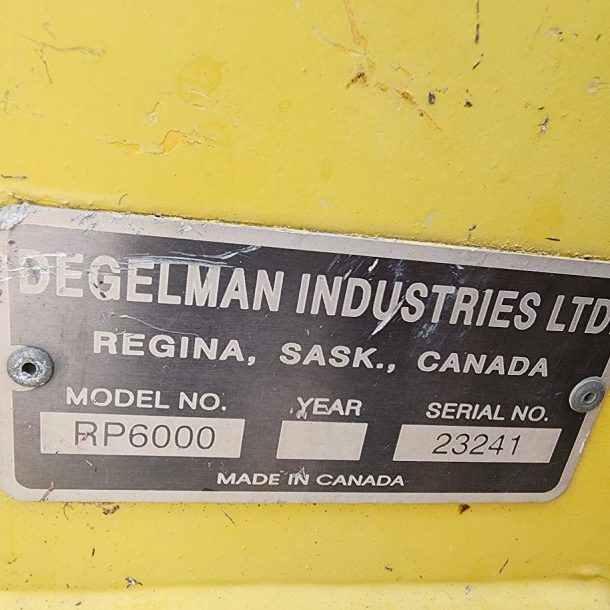 DEGELMAN INDUSTRIES LTD
REGINA, SASK., CANADA
MODEL NO. YEAR SERIAL NO.
RP6000 23241
MADE IN CANADA